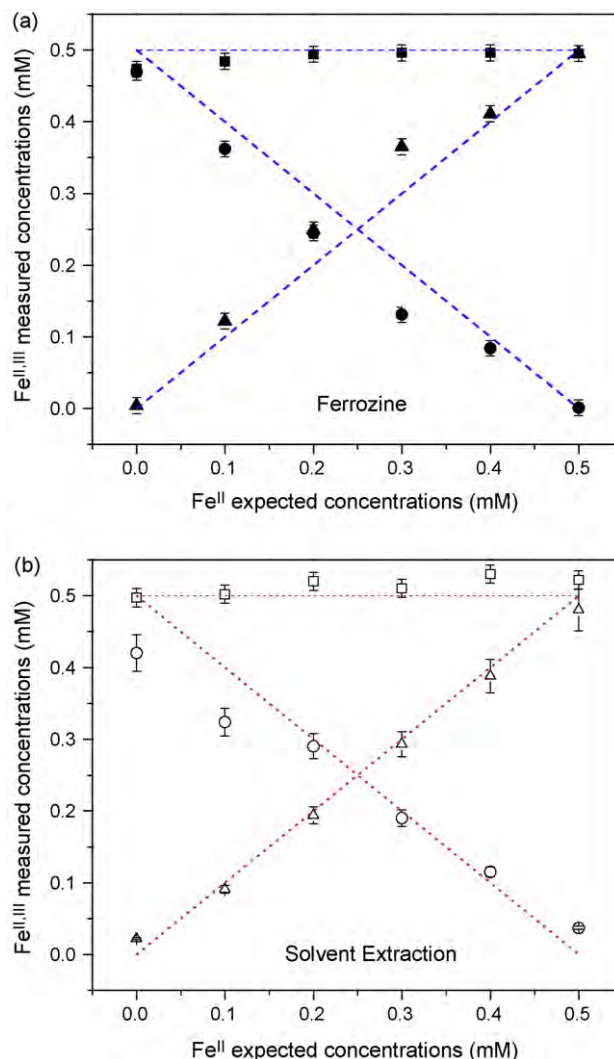 (a)
0.5
0.4
0.3
0.2
0.1
0.0
Fe^II,III measured concentrations (mM)
Ferrozine
0.0 0.1 0.2 0.3 0.4 0.5
Fe^II expected concentrations (mM)
(b)
0.5
0.4
0.3
0.2
0.1
0.0
Fe^II,III measured concentrations (mM)
Solvent Extraction
0.0 0.1 0.2 0.3 0.4 0.5
Fe^II expected concentrations (mM)